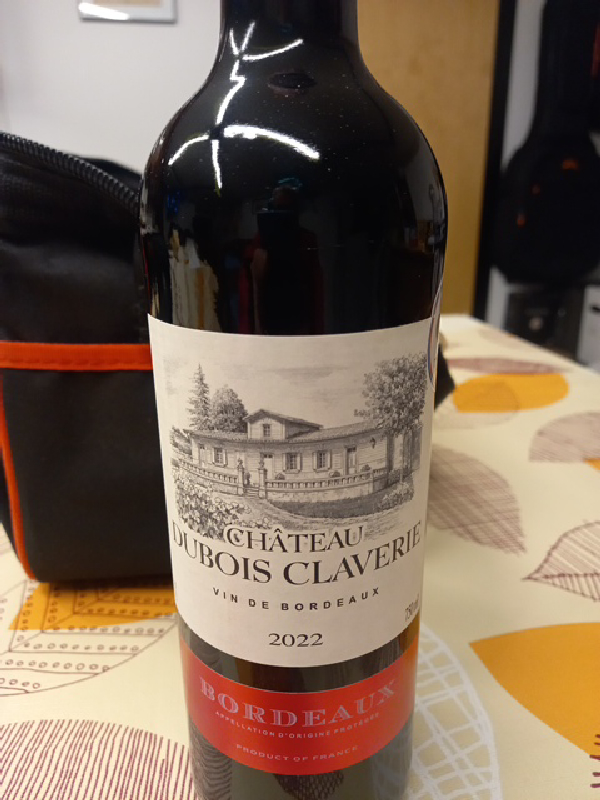 CHÂTEAU
DUBOIS CLAVERIE
VIN DE BORDEAUX
2022
BORDEAUX
APPELLATION D'ORIGINE PROTÉGÉE
PRODUCT OF FRANCE